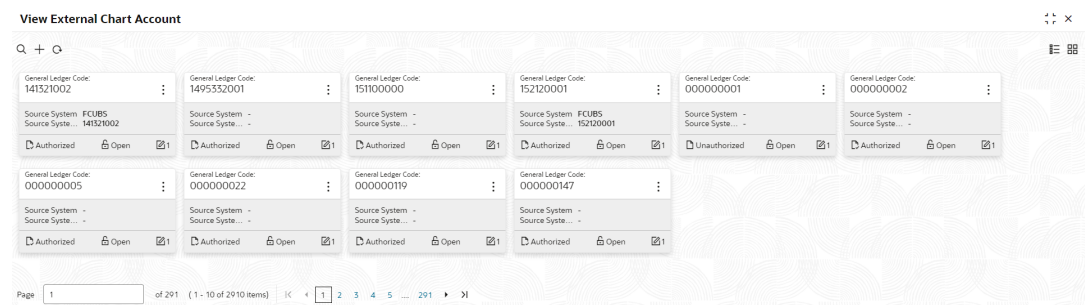 View External Chart Account
General Ledger Code:
141321002
Source System FCUBS
Source Syste... 141321002
Authorized Open 1
General Ledger Code:
1495332001
Source System -
Source Syste... -
Authorized Open 1
General Ledger Code:
151100000
Source System -
Source Syste... -
Authorized Open 1
General Ledger Code:
152120001
Source System FCUBS
Source Syste... 152120001
Authorized Open 1
General Ledger Code:
000000001
Source System -
Source Syste... -
Unauthorized Open 1
General Ledger Code:
000000002
Source System -
Source Syste... -
Authorized Open 1
General Ledger Code:
000000005
Source System -
Source Syste... -
Authorized Open 1
General Ledger Code:
000000022
Source System -
Source Syste... -
Authorized Open 1
General Ledger Code:
000000119
Source System -
Source Syste... -
Authorized Open 1
General Ledger Code:
000000147
Source System -
Source Syste... -
Authorized Open 1
Page 1 of 291 ( 1 - 10 of 2910 items) 1 2 3 4 5 .... 291